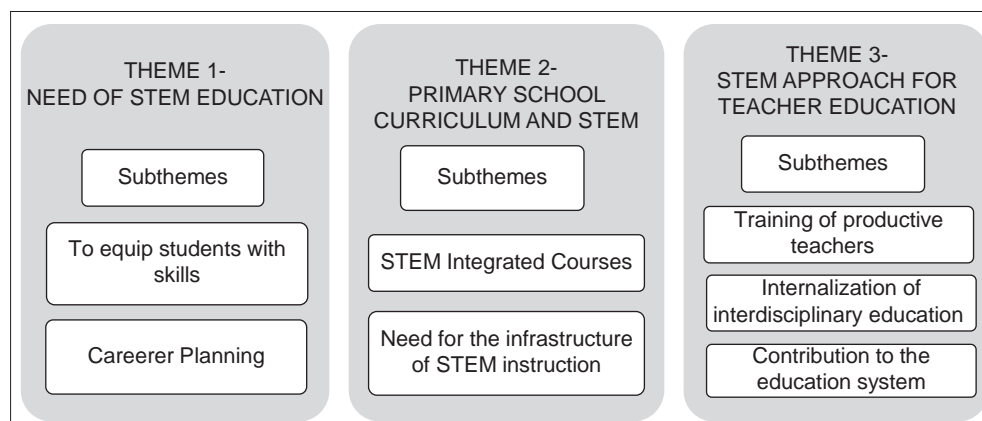 THEME 1-
NEED OF STEM EDUCATION
Subthemes
To equip students with
skills
Careerer Planning
THEME 2-
PRIMARY SCHOOL
CURRICULUM AND STEM
Subthemes
STEM Integrated Courses
Need for the infrastructure
of STEM instruction
THEME 3-
STEM APPROACH FOR
TEACHER EDUCATION
Subthemes
Training of productive
teachers
Internalization of
interdisciplinary education
Contribution to the
education system